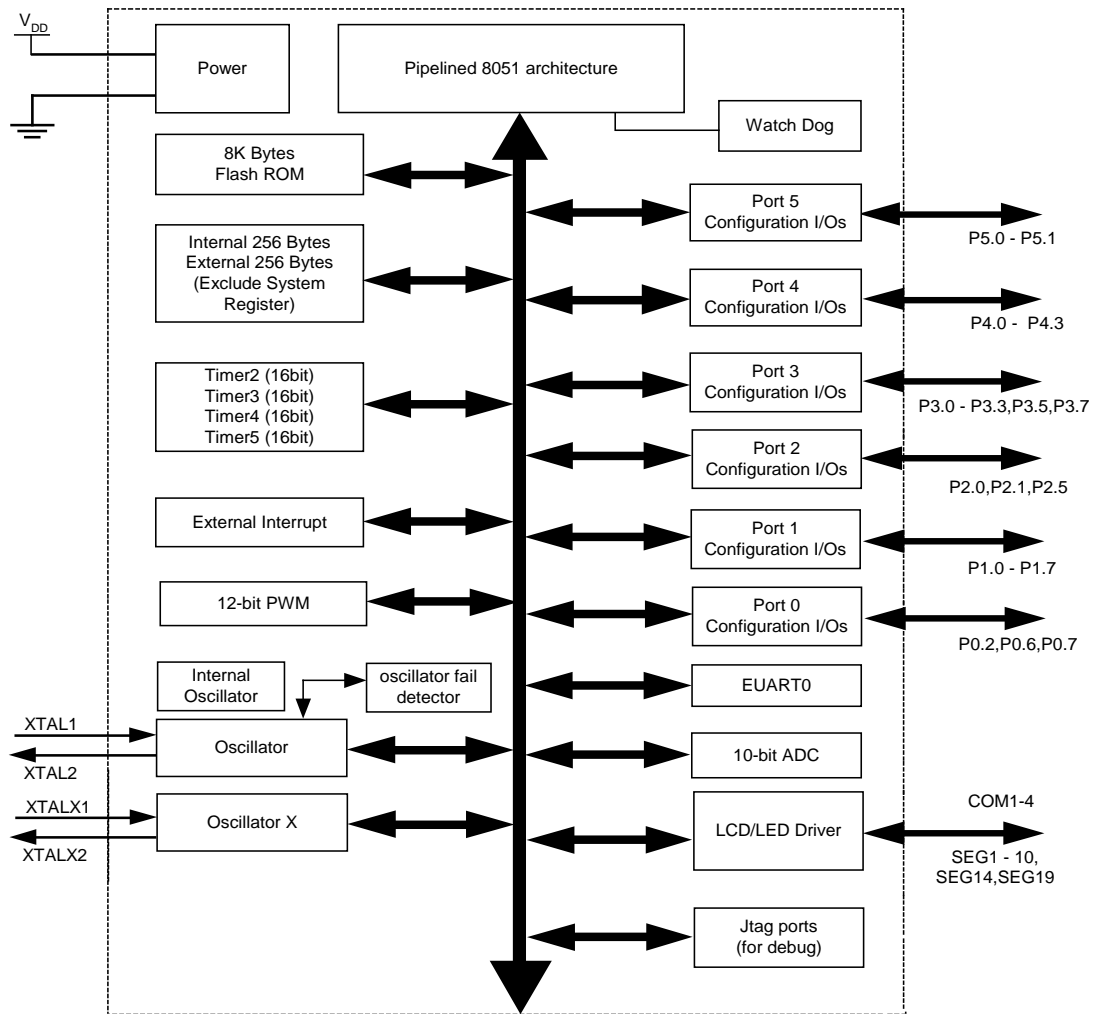 VDD
Power
Pipelined 8051 architecture
Watch Dog
8K Bytes
Flash ROM
Port 5
Configuration I/Os
P5.0 - P5.1
Internal 256 Bytes
External 256 Bytes
(Exclude System
Register)
Port 4
Configuration I/Os
P4.0 - P4.3
Timer2 (16bit)
Timer3 (16bit)
Timer4 (16bit)
Timer5 (16bit)
Port 3
Configuration I/Os
P3.0 - P3.3,P3.5,P3.7
Port 2
Configuration I/Os
P2.0,P2.1,P2.5
External Interrupt
Port 1
Configuration I/Os
P1.0 - P1.7
12-bit PWM
Port 0
Configuration I/Os
P0.2,P0.6,P0.7
Internal
Oscillator
oscillator fail
detector
EUART0
XTAL1
Oscillator
XTAL2
10-bit ADC
XTALX1
Oscillator X
XTALX2
LCD/LED Driver
COM1-4
SEG1 - 10,
SEG14,SEG19
Jtag ports
(for debug)